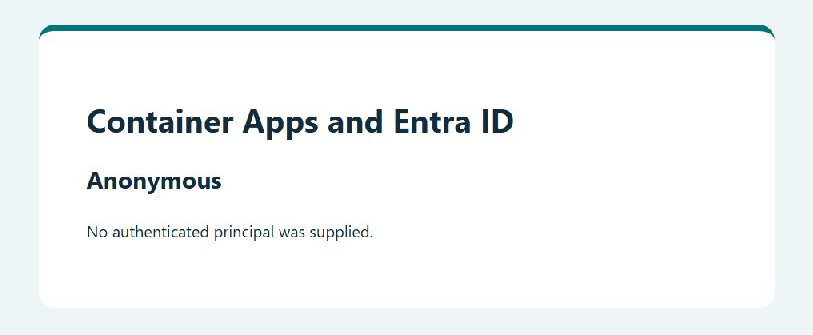 Container Apps and Entra ID
Anonymous
No authenticated principal was supplied.